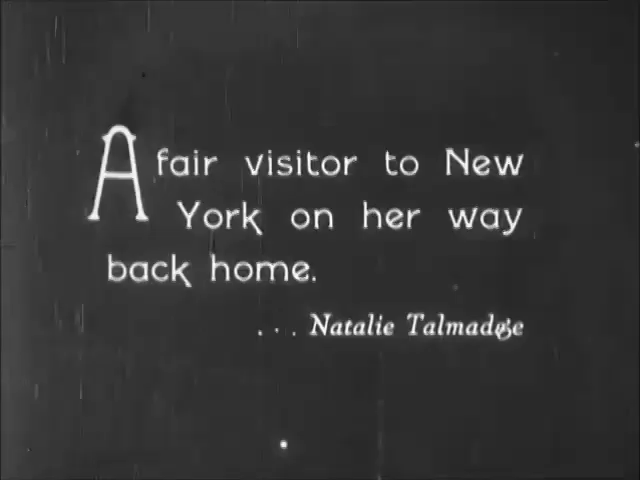 A fair visitor to New
York on her way
back home.
... Natalie Talmadge